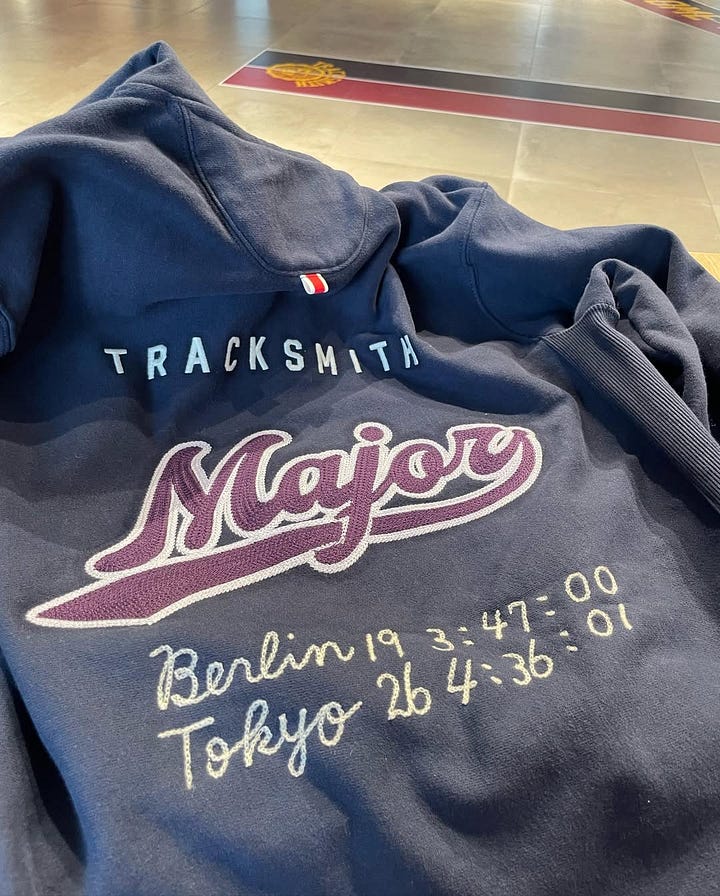 TRACKSMITH
Major
Berlin 19 3:47:00
Tokyo 26 4:36:01